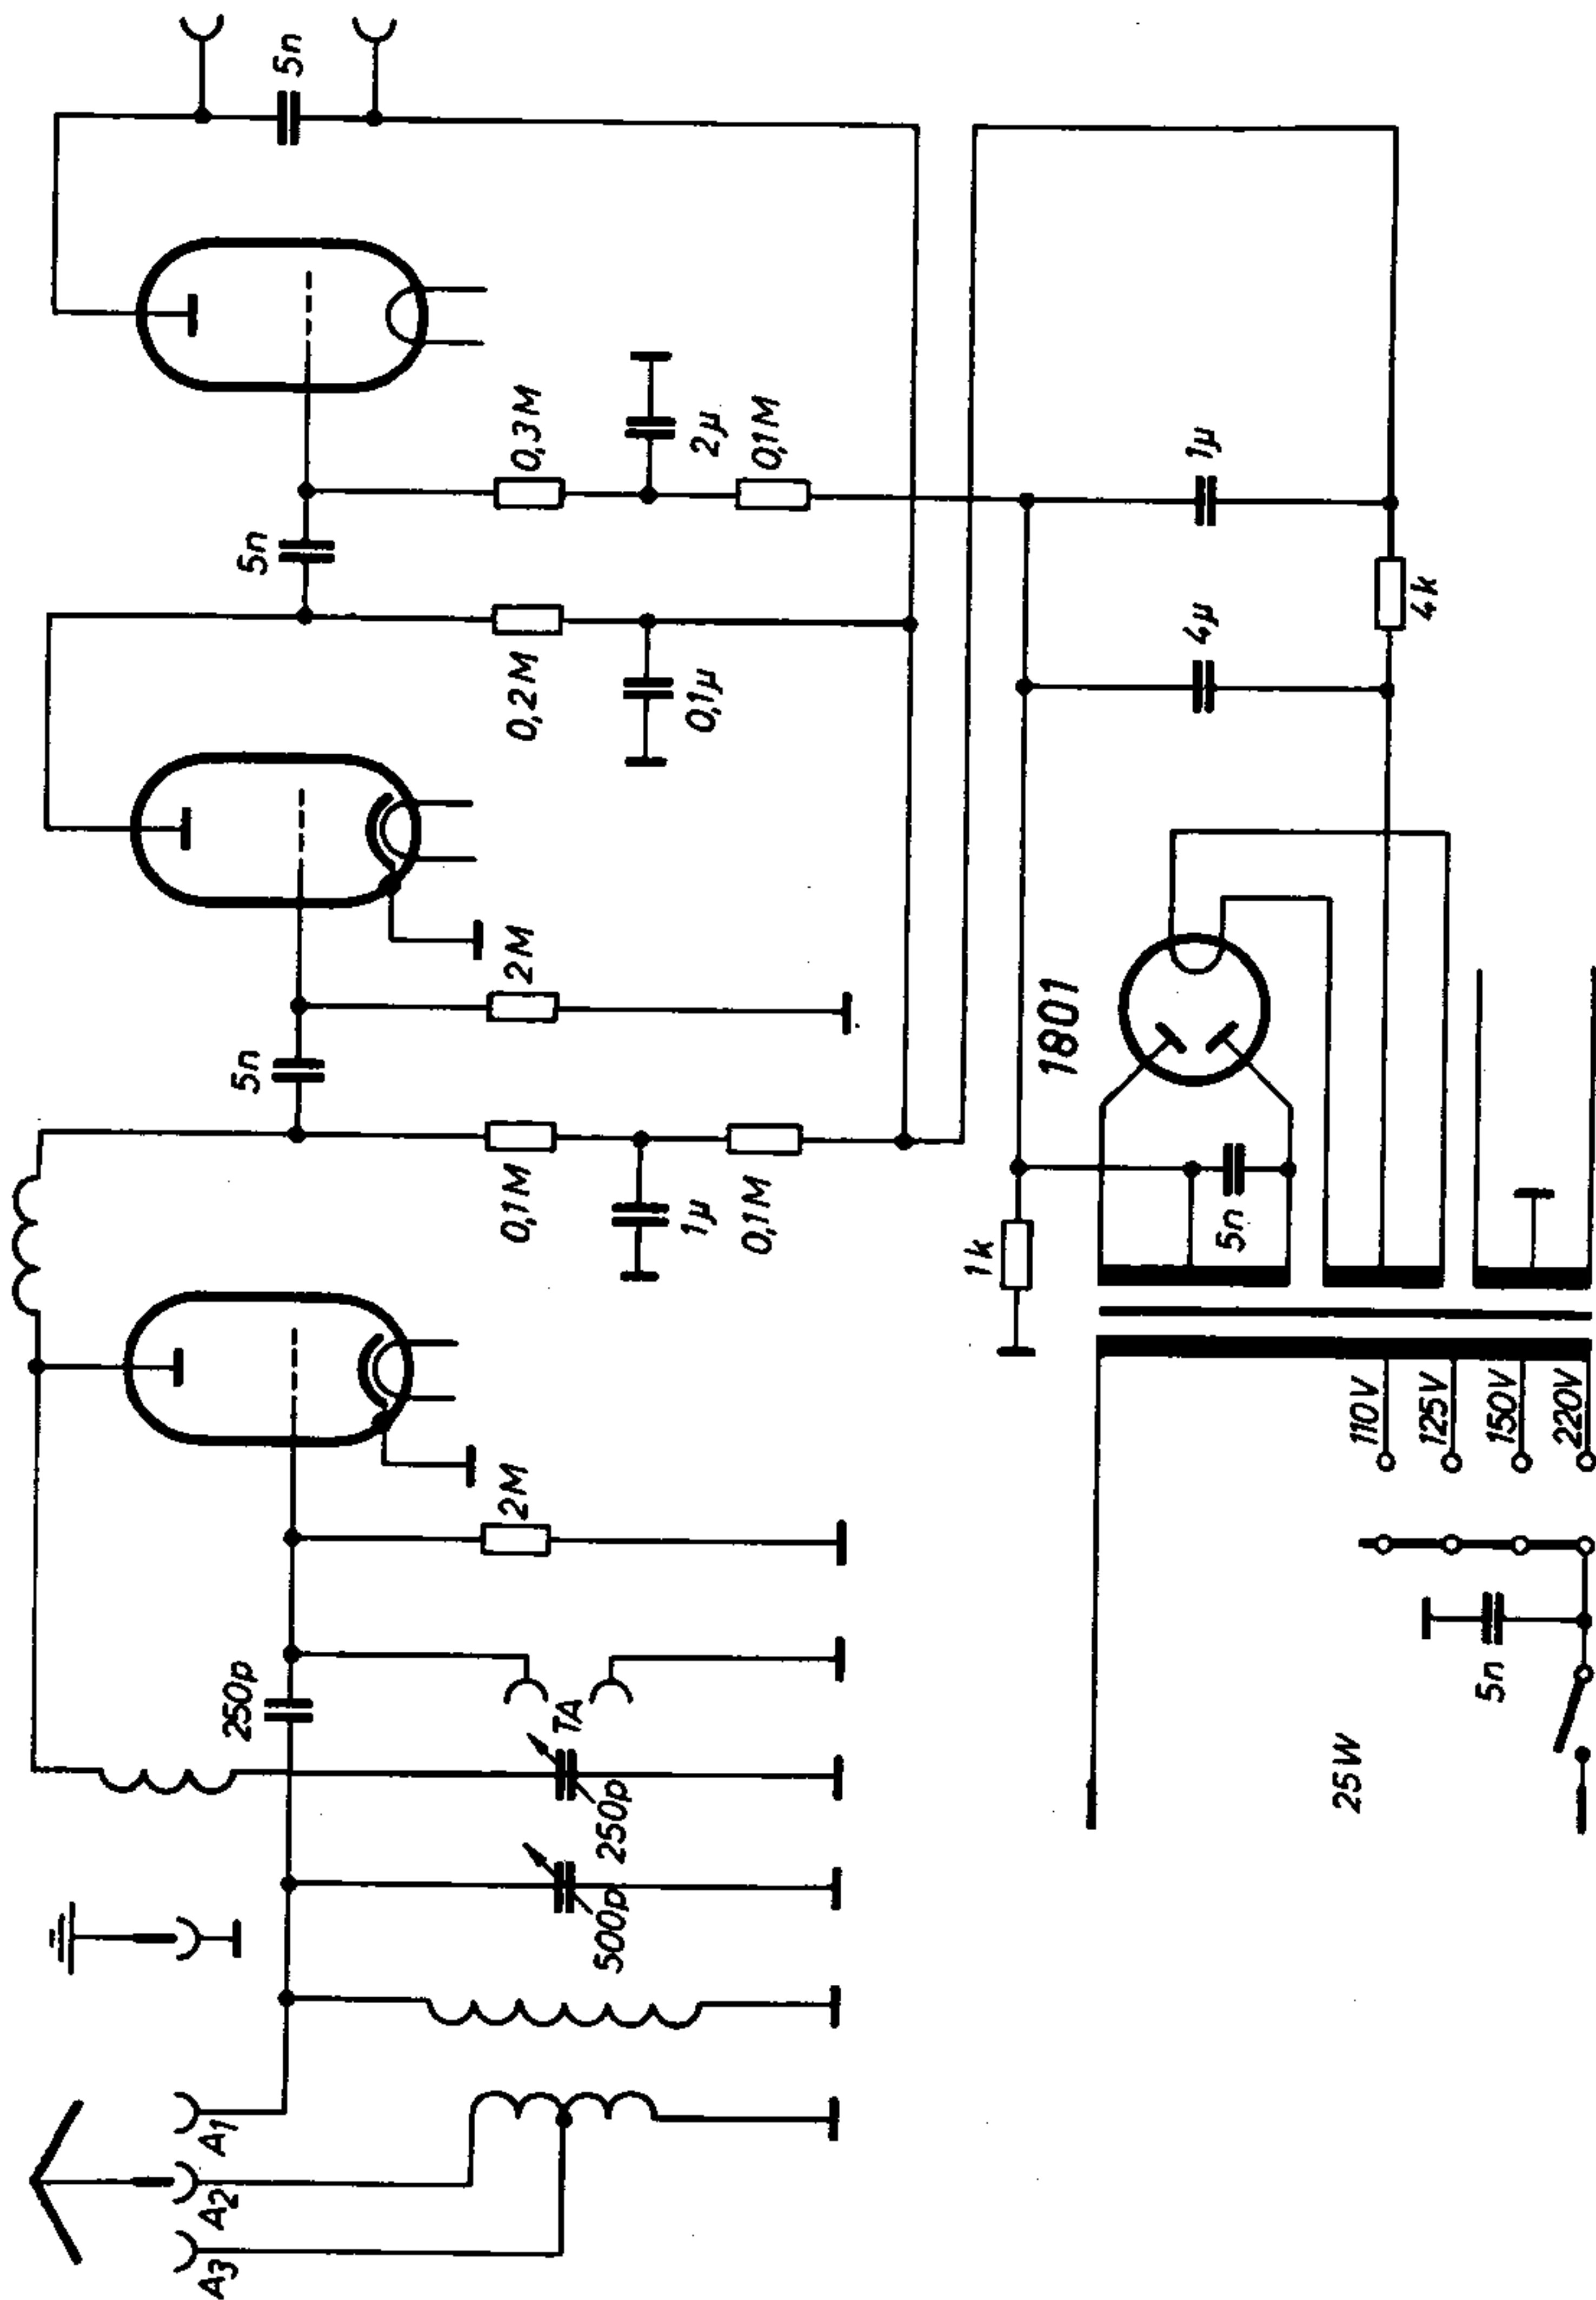 5n
5n
0,3M
2µ
0,1M
1µ
0,2M
0,1µ
4µ
4k
5n
2M
1801
0,1M
1µ
0,1M
1k
5n
2M
110V
125V
150V
220V
250p
TA
250p
5n
25W
500p
A1
A2
A3